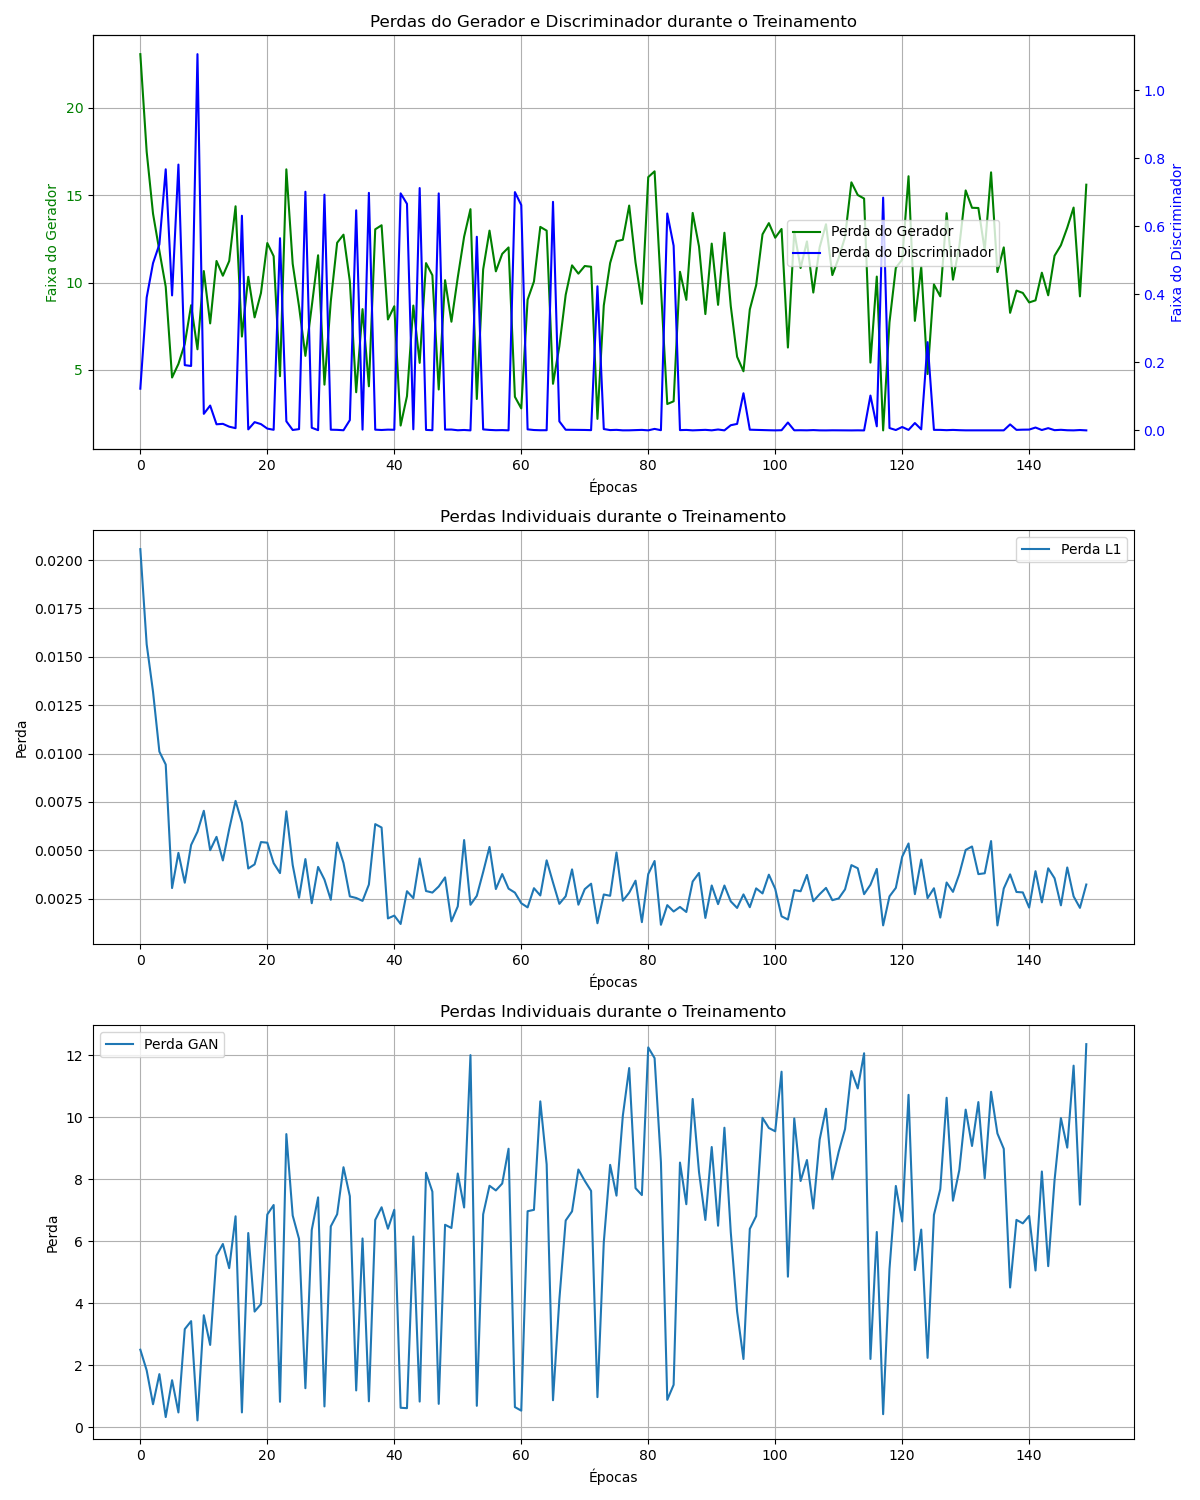 Perdas do Gerador e Discriminador durante o Treinamento
Faixa do Gerador
20
15
10
5
1.0
0.8
0.6
0.4
0.2
0.0
Faixa do Discriminador
Perda do Gerador
Perda do Discriminador
0 20 40 60 80 100 120 140
Épocas
Perdas Individuais durante o Treinamento
Perda
0.0200
0.0175
0.0150
0.0125
0.0100
0.0075
0.0050
0.0025
Perda L1
0 20 40 60 80 100 120 140
Épocas
Perdas Individuais durante o Treinamento
Perda
12
10
8
6
4
2
0
Perda GAN
0 20 40 60 80 100 120 140
Épocas